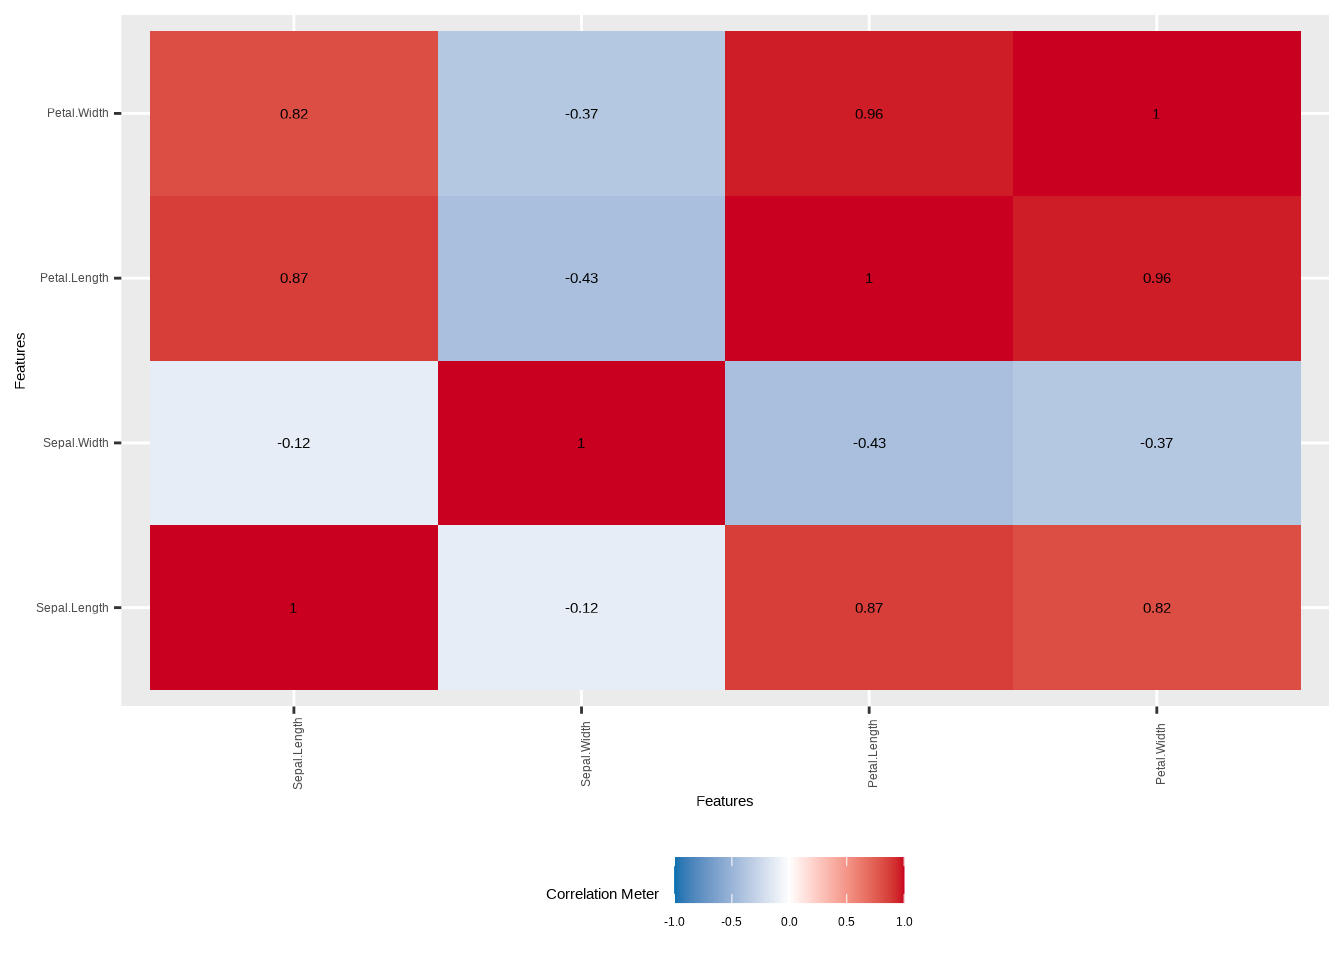 Petal.Width
0.82
-0.37
0.96
1
Petal.Length
0.87
-0.43
1
0.96
Features
Sepal.Width
-0.12
1
-0.43
-0.37
Sepal.Length
1
-0.12
0.87
0.82
Sepal.Length
Sepal.Width
Petal.Length
Petal.Width
Features
Correlation Meter
-1.0
-0.5
0.0
0.5
1.0